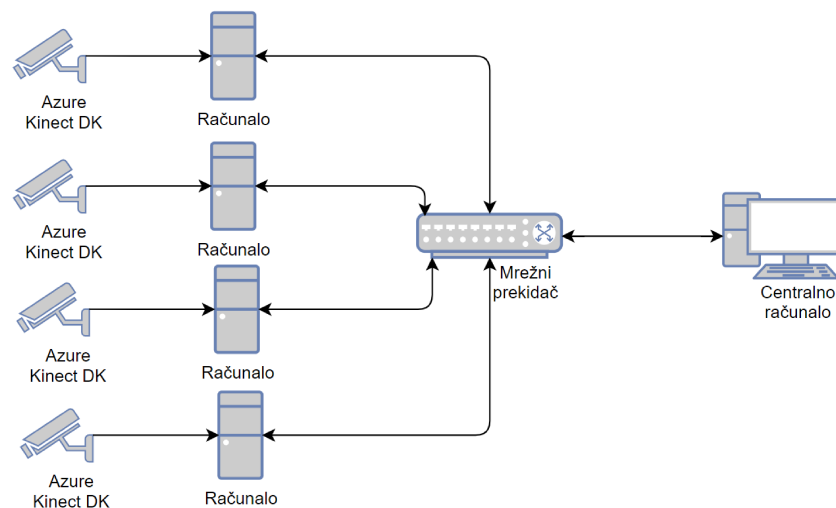 Azure
Kinect DK
Računalo
Azure
Kinect DK
Računalo
Mrežni
prekidač
Centralno
računalo
Azure
Kinect DK
Računalo
Azure
Kinect DK
Računalo